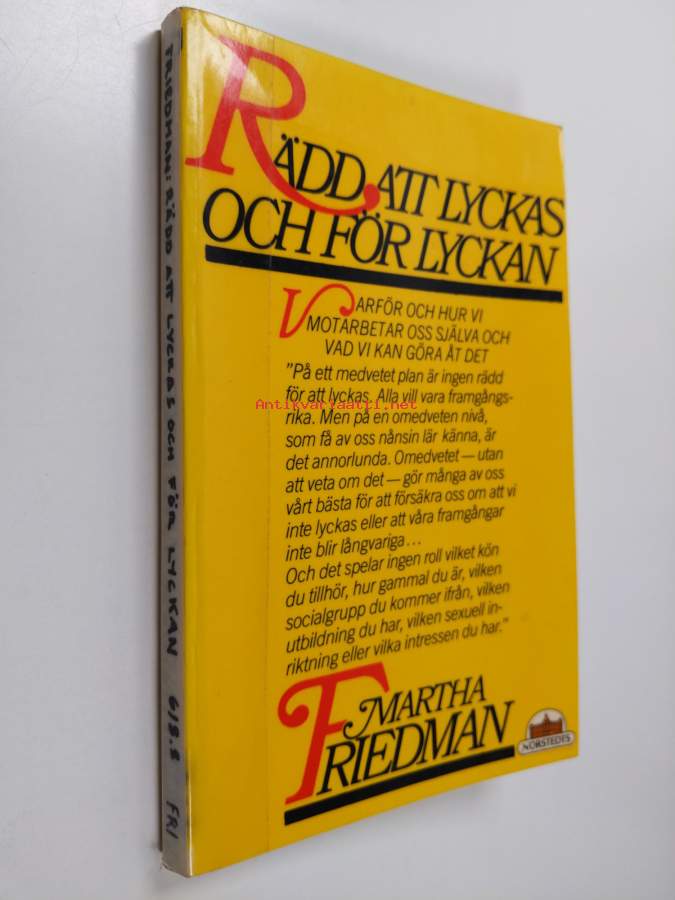 RÄDD ATT LYCKAS
OCH FÖR LYCKAN
VARFÖR OCH HUR VI
MOTARBETAR OSS SJÄLVA OCH
VAD VI KAN GÖRA ÅT DET
”På ett medvetet plan är ingen rädd
för att lyckas. Alla vill vara framgångs-
rika. Men på en omedveten nivå,
som få av oss nånsin lär känna, är
det annorlunda. Omedvetet — utan
att veta om det — gör många av oss
vårt bästa för att försäkra oss om att vi
inte lyckas eller att våra framgångar
inte blir långvariga...
Och det spelar ingen roll vilket kön
du tillhör, hur gammal du är, vilken
socialgrupp du kommer ifrån, vilken
utbildning du har, vilken sexuell in-
riktning eller vilka intressen du har.”
MARTHA
FRIEDMAN
NORSTEDTS
FRIEDMAN: RÄDD ATT LYCKAS OCH FÖR LYCKAN 618.8 FRI
Antikvariaatti.net